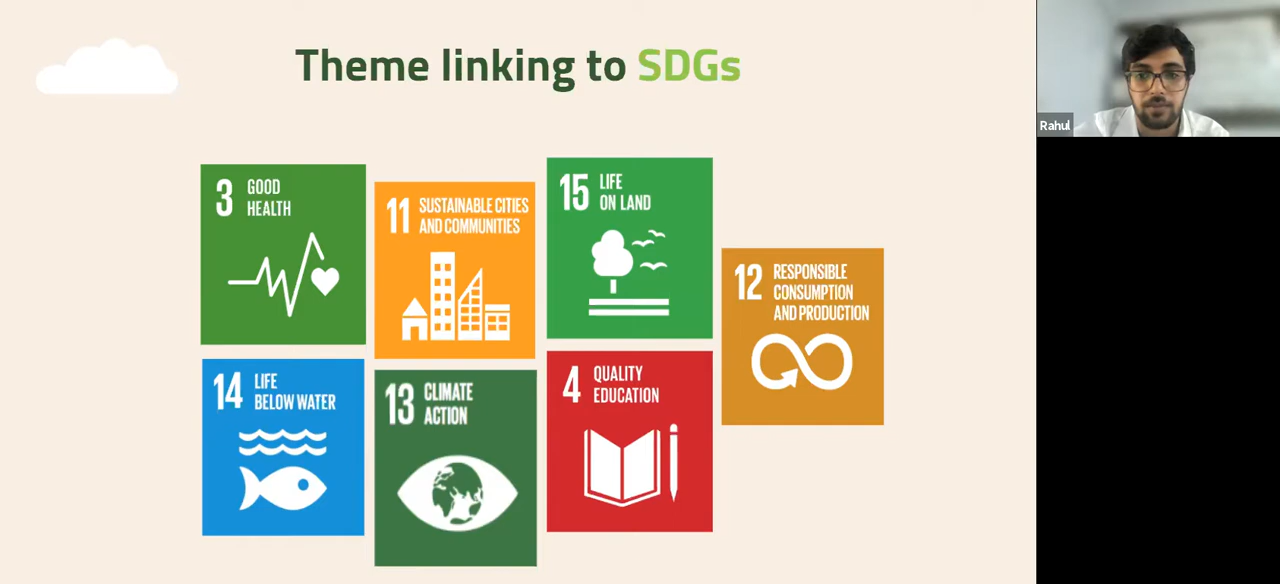 Theme linking to SDGs
Rahul
3 GOOD
HEALTH
11 SUSTAINABLE CITIES
AND COMMUNITIES
15 LIFE
ON LAND
12 RESPONSIBLE
CONSUMPTION
AND PRODUCTION
14 LIFE
BELOW WATER
13 CLIMATE
ACTION
4 QUALITY
EDUCATION